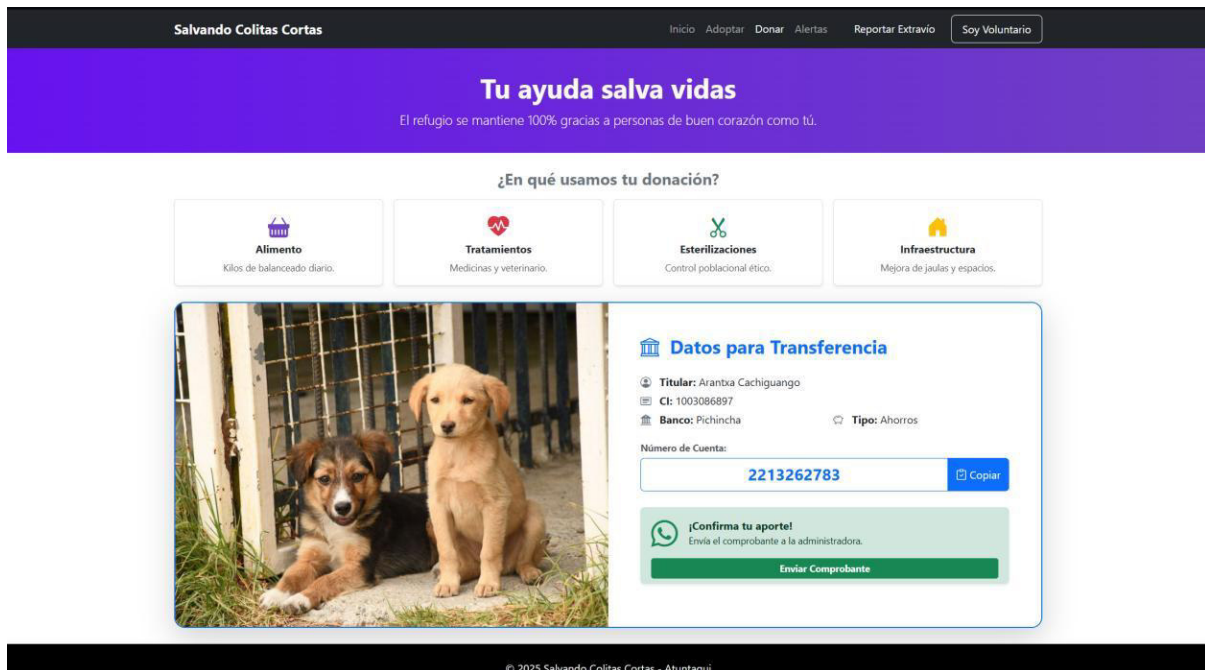 Salvando Colitas Cortas
Inicio Adoptar Donar Alertas Reportar Extravío Soy Voluntario
Tu ayuda salva vidas
El refugio se mantiene 100% gracias a personas de buen corazón como tú.
¿En qué usamos tu donación?
Alimento
Kilos de balanceado diario.
Tratamientos
Medicinas y veterinario.
Esterilizaciones
Control poblacional ético.
Infraestructura
Mejora de jaulas y espacios.
Datos para Transferencia
Titular: Arantxa Cachiguango
CI: 1003086897
Banco: Pichincha Tipo: Ahorros
Número de Cuenta:
2213262783 Copiar
¡Confirma tu aporte!
Envía el comprobante a la administradora.
Enviar Comprobante
© 2025 Salvando Colitas Cortas - Atuntaqui